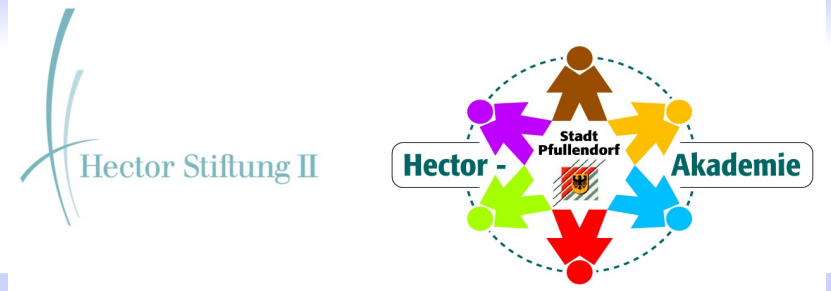 Hector Stiftung II
Stadt
Pfullendorf
Hector - Akademie